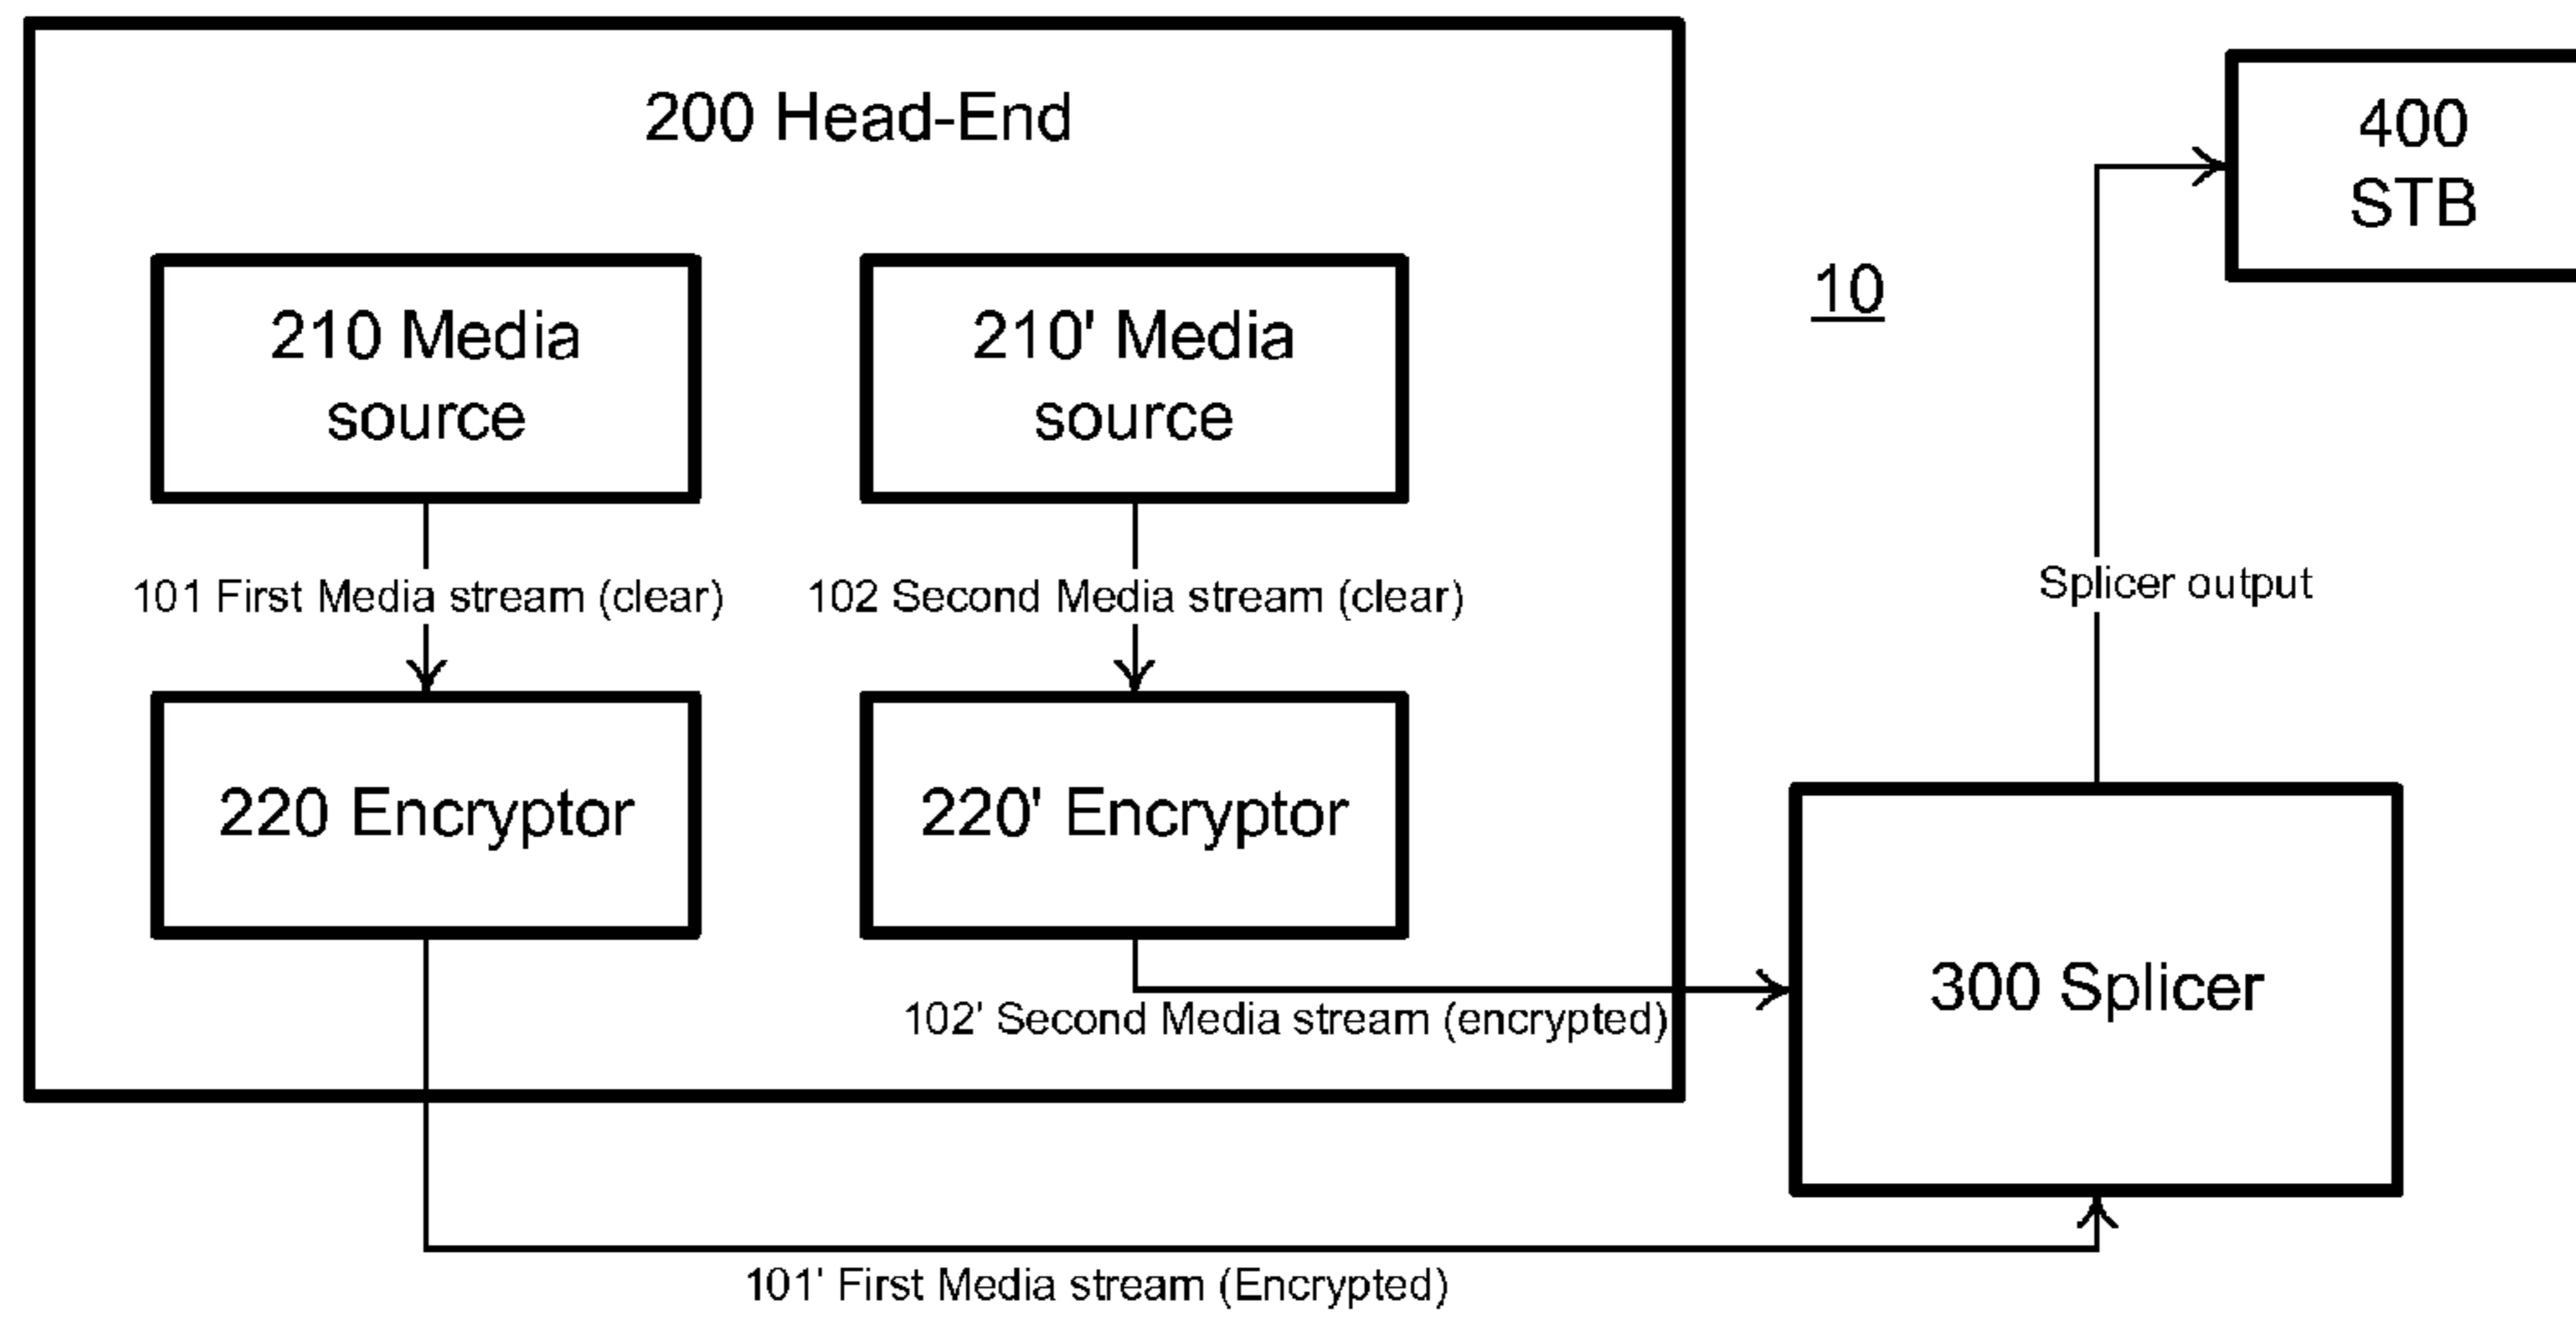 200 Head-End
400
STB
10
210 Media
source
210' Media
source
101 First Media stream (clear)
102 Second Media stream (clear)
Splicer output
220 Encryptor
220' Encryptor
300 Splicer
102' Second Media stream (encrypted)
101' First Media stream (Encrypted)